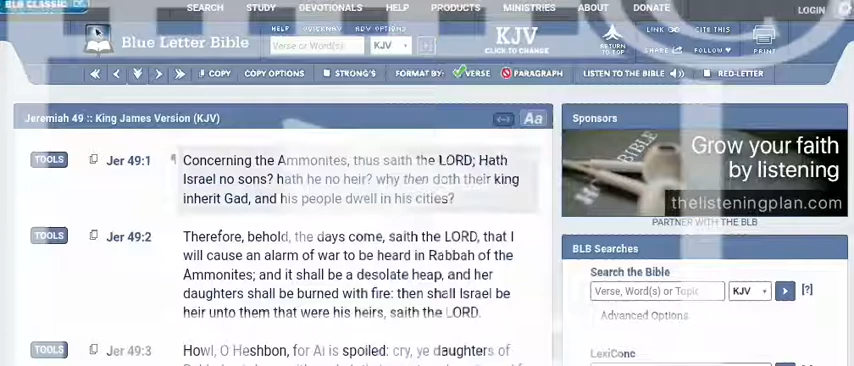 BLB CLASSIC
SEARCH STUDY DEVOTIONALS HELP PRODUCTS MINISTRIES ABOUT DONATE
LOGIN
Blue Letter Bible
HELP QUICKNAV ADV OPTIONS
Verse or Word(s) KJV
KJV
CLICK TO CHANGE
RETURN
TO TOP
LINK CITE THIS
SHARE FOLLOW
PRINT
COPY COPY OPTIONS STRONG'S FORMAT BY: VERSE PARAGRAPH LISTEN TO THE BIBLE RED-LETTER
Jeremiah 49 :: King James Version (KJV)
Aa
TOOLS Jer 49:1 ¶ Concerning the Ammonites, thus saith the LORD; Hath
Israel no sons? hath he no heir? why then doth their king
inherit Gad, and his people dwell in his cities?
TOOLS Jer 49:2 Therefore, behold, the days come, saith the LORD, that I
will cause an alarm of war to be heard in Rabbah of the
Ammonites; and it shall be a desolate heap, and her
daughters shall be burned with fire: then shall Israel be
heir unto them that were his heirs, saith the LORD.
TOOLS Jer 49:3 Howl, O Heshbon, for Ai is spoiled: cry, ye daughters of
Sponsors
BIBLE
Grow your faith
by listening
thelisteningplan.com
PARTNER WITH THE BLB
BLB Searches
Search the Bible
Verse, Word(s) or Topic KJV [?]
Advanced Options
LexiConc